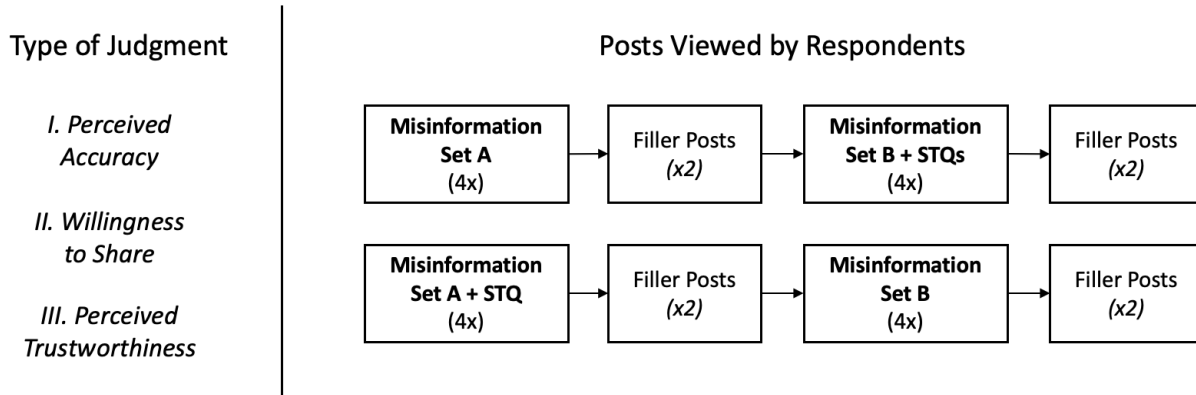 Type of Judgment
I. Perceived
Accuracy
II. Willingness
to Share
III. Perceived
Trustworthiness
Posts Viewed by Respondents
Misinformation
Set A
(4x)
Filler Posts
(x2)
Misinformation
Set B + STQs
(4x)
Filler Posts
(x2)
Misinformation
Set A + STQ
(4x)
Filler Posts
(x2)
Misinformation
Set B
(4x)
Filler Posts
(x2)